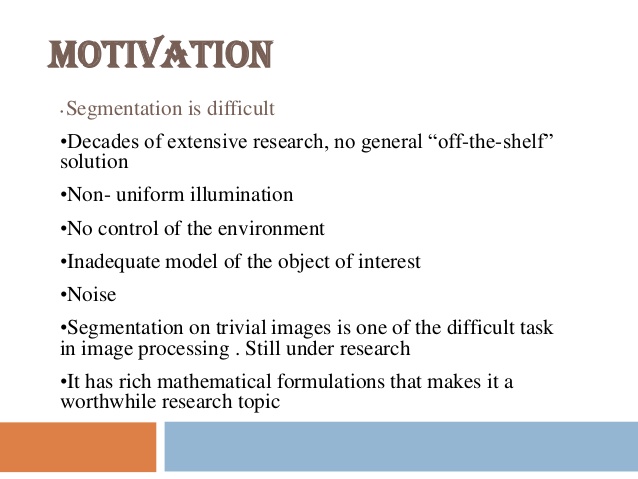 MOTIVATION
•Segmentation is difficult
•Decades of extensive research, no general “off-the-shelf”
solution
•Non- uniform illumination
•No control of the environment
•Inadequate model of the object of interest
•Noise
•Segmentation on trivial images is one of the difficult task
in image processing . Still under research
•It has rich mathematical formulations that makes it a
worthwhile research topic